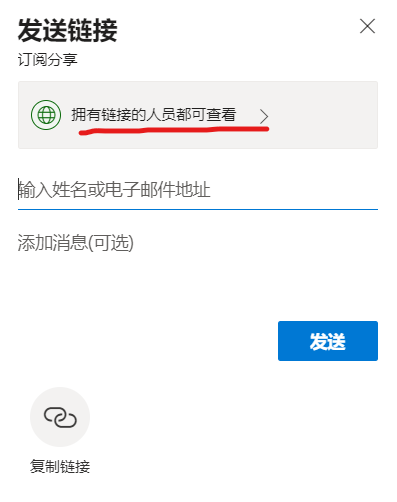 发送链接
订阅分享
拥有链接的人员都可查看
输入姓名或电子邮件地址
添加消息(可选)
发送
复制链接